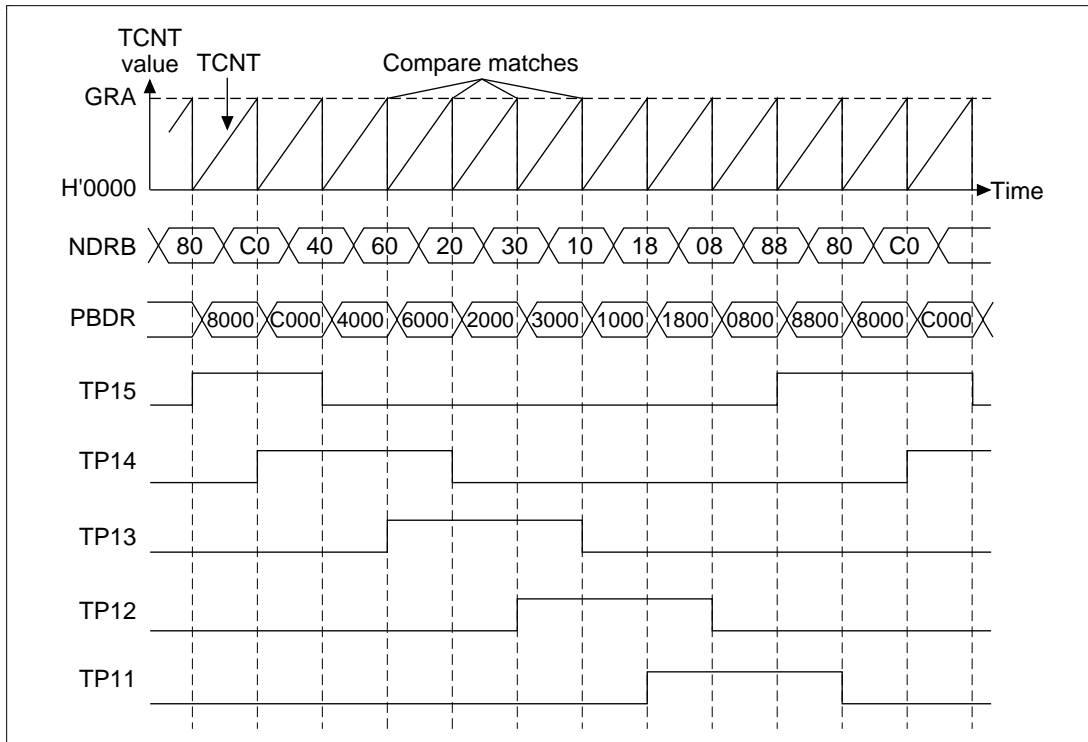 TCNT
value
TCNT
Compare matches
GRA
H'0000
Time
NDRB 80 C0 40 60 20 30 10 18 08 88 80 C0
PBDR 8000 C000 4000 6000 2000 3000 1000 1800 0800 8800 8000 C000
TP15
TP14
TP13
TP12
TP11